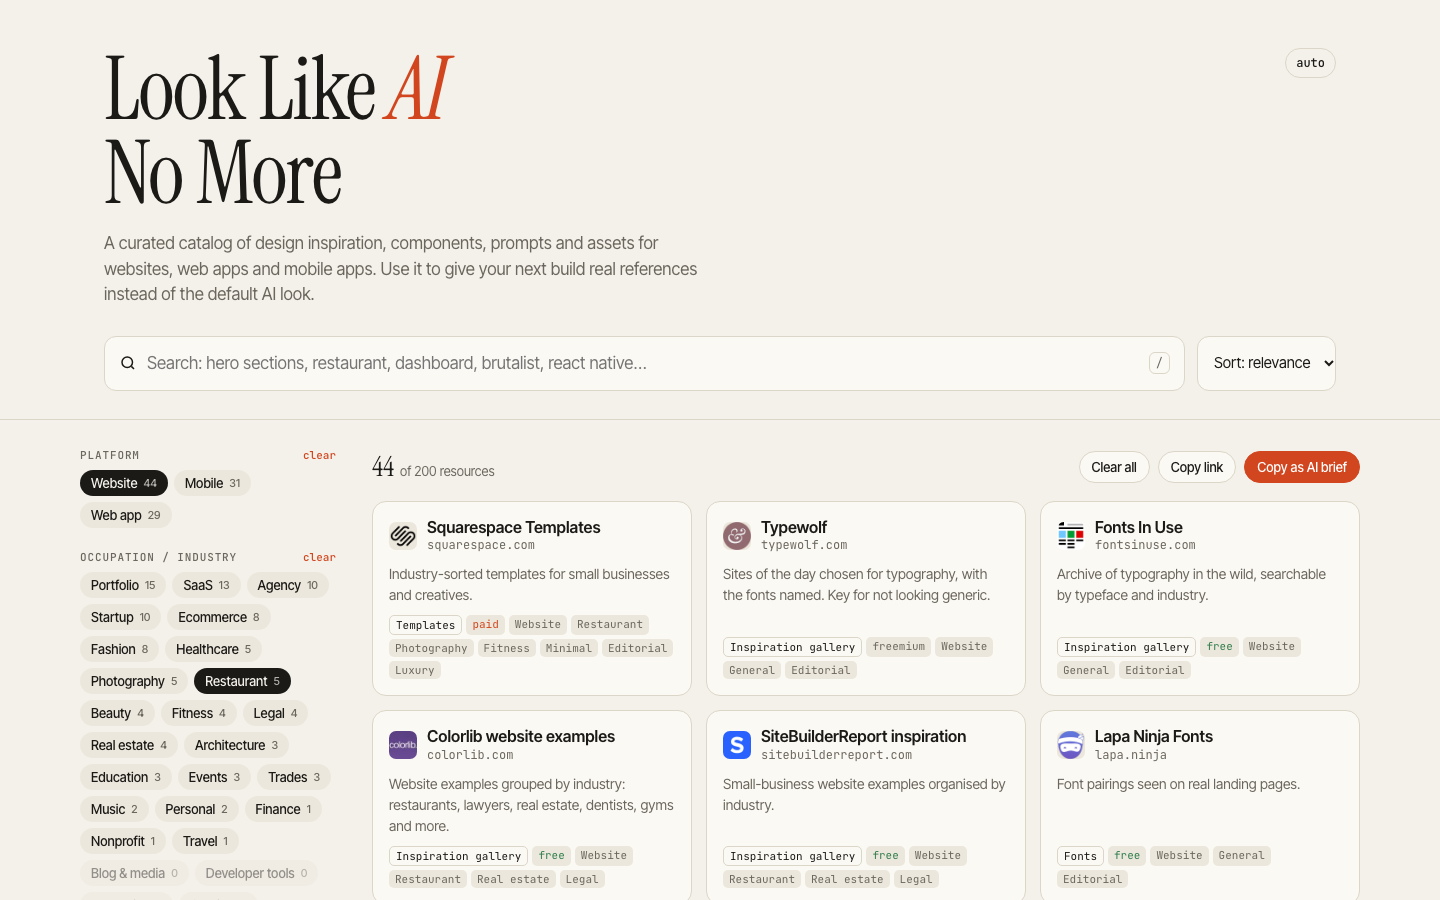 Look Like AI
No More
auto
A curated catalog of design inspiration, components, prompts and assets for
websites, web apps and mobile apps. Use it to give your next build real references
instead of the default AI look.
Search: hero sections, restaurant, dashboard, brutalist, react native...
/
Sort: relevance
PLATFORM
clear
Website 44
Mobile 31
Web app 29
OCCUPATION / INDUSTRY
clear
Portfolio 15
SaaS 13
Agency 10
Startup 10
Ecommerce 8
Fashion 8
Healthcare 5
Photography 5
Restaurant 5
Beauty 4
Fitness 4
Legal 4
Real estate 4
Architecture 3
Education 3
Events 3
Trades 3
Music 2
Personal 2
Finance 1
Nonprofit 1
Travel 1
Blog & media 0
Developer tools 0
44 of 200 resources
Clear all
Copy link
Copy as AI brief
Squarespace Templates
squarespace.com
Industry-sorted templates for small businesses
and creatives.
Templates paid Website Restaurant
Photography Fitness Minimal Editorial
Luxury
Typewolf
typewolf.com
Sites of the day chosen for typography, with
the fonts named. Key for not looking generic.
Inspiration gallery freemium Website
General Editorial
Fonts In Use
fontsinuse.com
Archive of typography in the wild, searchable
by typeface and industry.
Inspiration gallery free Website
General Editorial
colorlib.
Colorlib website examples
colorlib.com
Website examples grouped by industry:
restaurants, lawyers, real estate, dentists, gyms
and more.
Inspiration gallery free Website
Restaurant Real estate Legal
S
SiteBuilderReport inspiration
sitebuilderreport.com
Small-business website examples organised by
industry.
Inspiration gallery free Website
Restaurant Real estate Legal
Lapa Ninja Fonts
lapa.ninja
Font pairings seen on real landing pages.
Fonts free Website General
Editorial